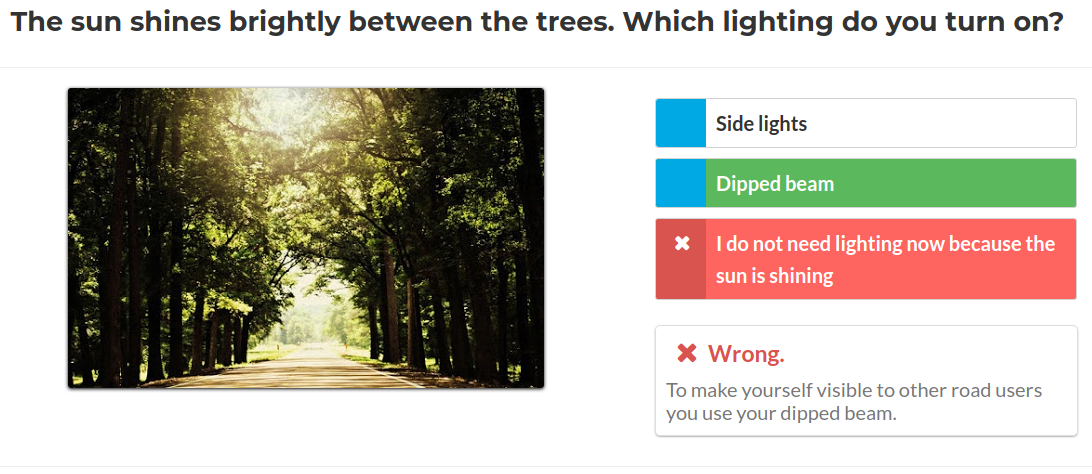 The sun shines brightly between the trees. Which lighting do you turn on?
Side lights
Dipped beam
I do not need lighting now because the
sun is shining
Wrong.
To make yourself visible to other road users
you use your dipped beam.